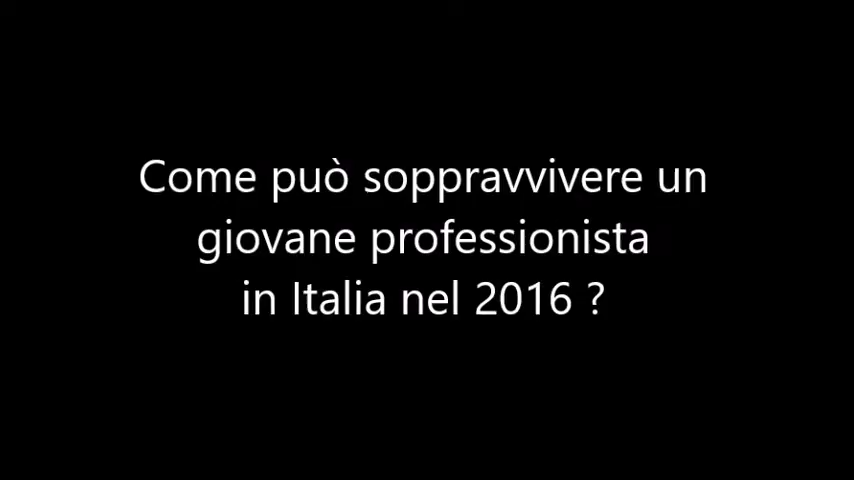 Come può soppravvivere un
giovane professionista
in Italia nel 2016 ?